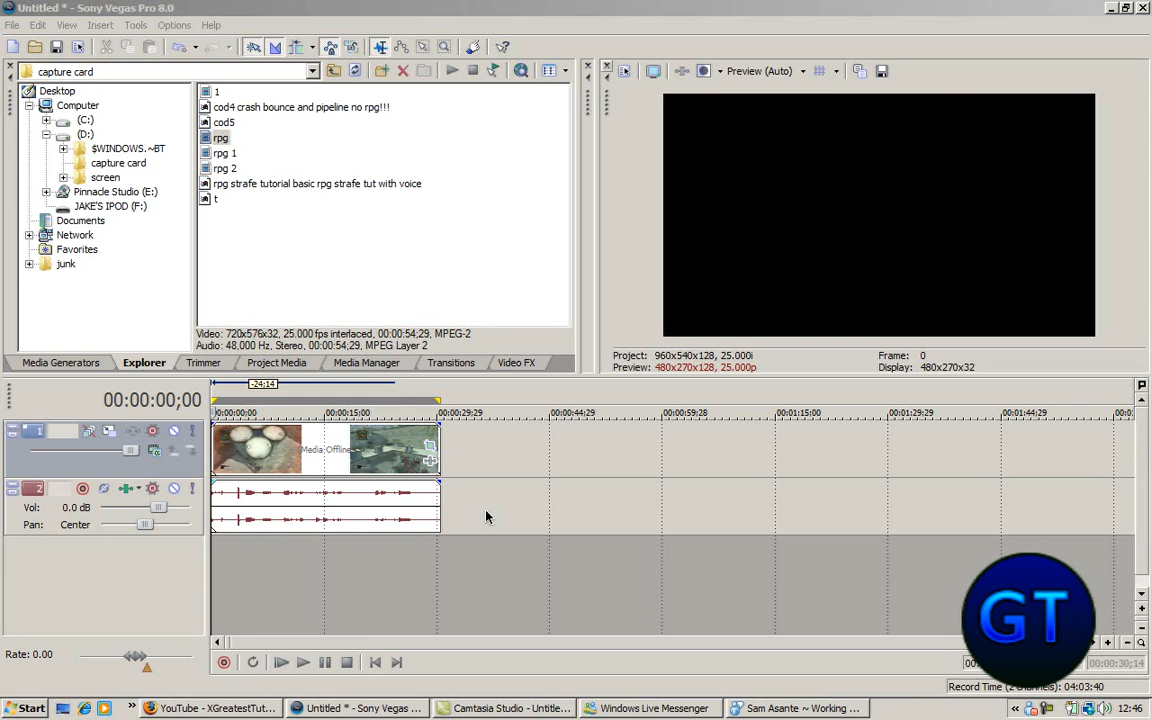 Untitled * - Sony Vegas Pro 8.0
File Edit View Insert Tools Options Help
capture card
Preview (Auto)
Desktop
Computer
(C:)
(D:)
$WINDOWS.~BT
capture card
screen
Pinnacle Studio (E:)
JAKE'S IPOD (F:)
Documents
Network
Favorites
junk
1
cod4 crash bounce and pipeline no rpg!!!
cod5
rpg
rpg 1
rpg 2
rpg strafe tutorial basic rpg strafe tut with voice
t
Video: 720x576x32, 25.000 fps interlaced, 00:00:54;29, MPEG-2
Audio: 48,000 Hz, Stereo, 00:00:54;29, MPEG Layer 2
Media Generators Explorer Trimmer Project Media Media Manager Transitions Video FX
Project: 960x540x128, 25.000i
Preview: 480x270x128, 25.000p
Frame: 0
Display: 480x270x32
-24;14
00:00:00;00
00:00:00 00:00:15;00 00:00:29;29 00:00:44;29 00:00:59;28 00:01:15;00 00:01:29;29 00:01:44;29
1
Media Offline
2
Vol: 0.0 dB
Pan: Center
GT
Rate: 0.00
00:00:30;14
Record Time (2 channels): 04:03:40
Start
YouTube - XGreatestTut...
Untitled * - Sony Vegas ...
Camtasia Studio - Untitle...
Windows Live Messenger
Sam Asante ~ Working ...
12:46